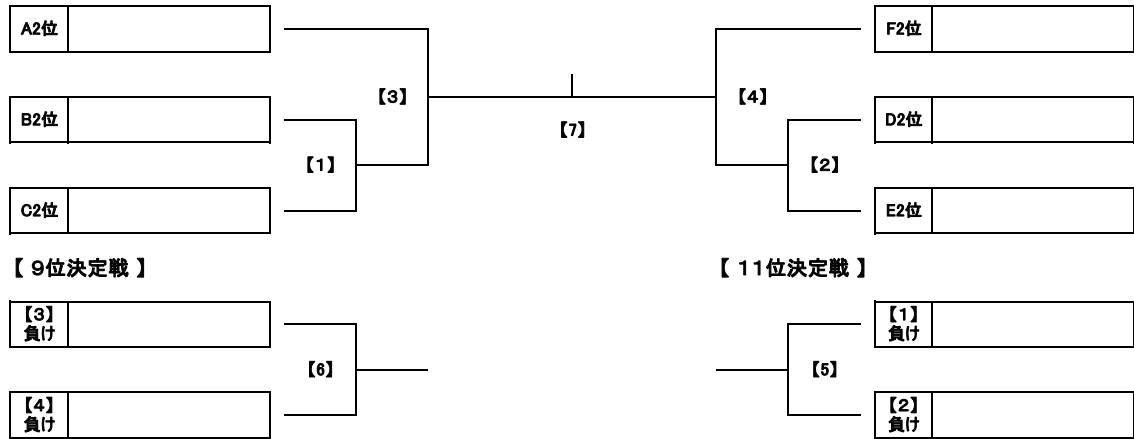 A2位
F2位
【3】
【4】
B2位
D2位
【7】
【1】
【2】
C2位
E2位
【 9位決定戦 】
【 11位決定戦 】
【3】
負け
【1】
負け
【6】
【5】
【4】
負け
【2】
負け